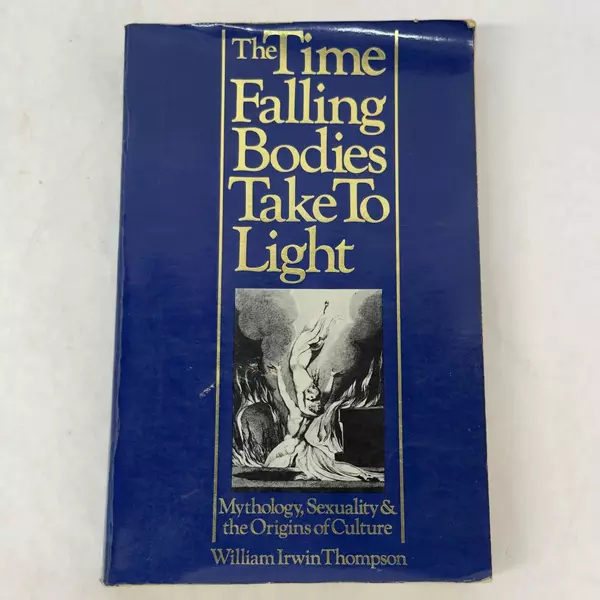 The Time
Falling
Bodies
Take To
Light
Mythology, Sexuality &
the Origins of Culture
William Irwin Thompson